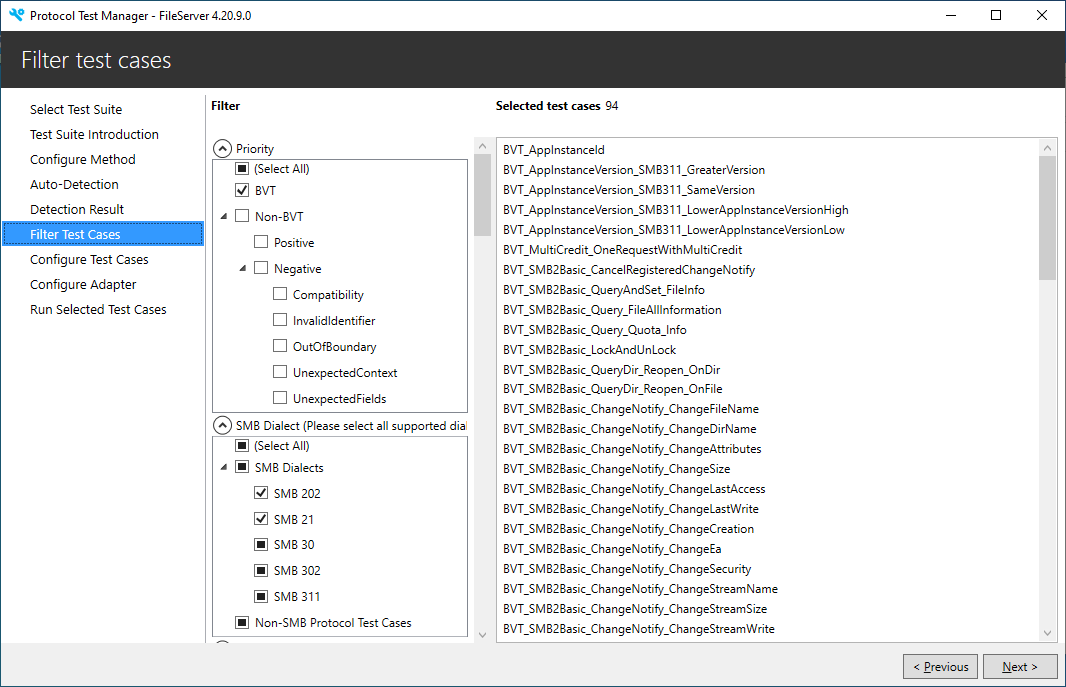 Protocol Test Manager - FileServer 4.20.9.0
Filter test cases
Select Test Suite
Test Suite Introduction
Configure Method
Auto-Detection
Detection Result
Filter Test Cases
Configure Test Cases
Configure Adapter
Run Selected Test Cases
Filter
Priority
(Select All)
BVT
Non-BVT
Positive
Negative
Compatibility
InvalidIdentifier
OutOfBoundary
UnexpectedContext
UnexpectedFields
SMB Dialect (Please select all supported dial
(Select All)
SMB Dialects
SMB 202
SMB 21
SMB 30
SMB 302
SMB 311
Non-SMB Protocol Test Cases
Selected test cases 94
BVT_AppInstanceId
BVT_AppInstanceVersion_SMB311_GreaterVersion
BVT_AppInstanceVersion_SMB311_SameVersion
BVT_AppInstanceVersion_SMB311_LowerAppInstanceVersionHigh
BVT_AppInstanceVersion_SMB311_LowerAppInstanceVersionLow
BVT_MultiCredit_OneRequestWithMultiCredit
BVT_SMB2Basic_CancelRegisteredChangeNotify
BVT_SMB2Basic_QueryAndSet_FileInfo
BVT_SMB2Basic_Query_FileAllInformation
BVT_SMB2Basic_Query_Quota_Info
BVT_SMB2Basic_LockAndUnLock
BVT_SMB2Basic_QueryDir_Reopen_OnDir
BVT_SMB2Basic_QueryDir_Reopen_OnFile
BVT_SMB2Basic_ChangeNotify_ChangeFileName
BVT_SMB2Basic_ChangeNotify_ChangeDirName
BVT_SMB2Basic_ChangeNotify_ChangeAttributes
BVT_SMB2Basic_ChangeNotify_ChangeSize
BVT_SMB2Basic_ChangeNotify_ChangeLastAccess
BVT_SMB2Basic_ChangeNotify_ChangeLastWrite
BVT_SMB2Basic_ChangeNotify_ChangeCreation
BVT_SMB2Basic_ChangeNotify_ChangeEa
BVT_SMB2Basic_ChangeNotify_ChangeSecurity
BVT_SMB2Basic_ChangeNotify_ChangeStreamName
BVT_SMB2Basic_ChangeNotify_ChangeStreamSize
BVT_SMB2Basic_ChangeNotify_ChangeStreamWrite
< Previous
Next >